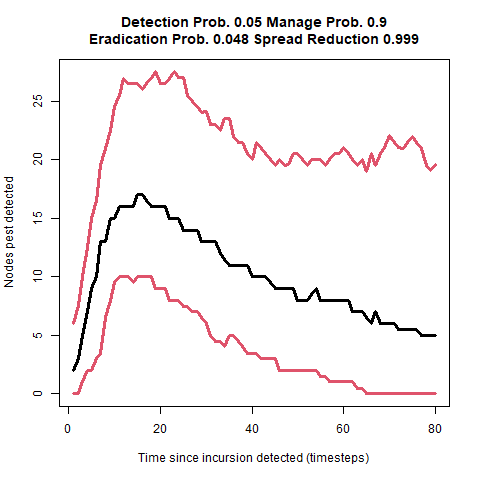 Detection Prob. 0.05 Manage Prob. 0.9
Eradication Prob. 0.048 Spread Reduction 0.999
Nodes pest detected
25
20
15
10
5
0
0 20 40 60 80
Time since incursion detected (timesteps)